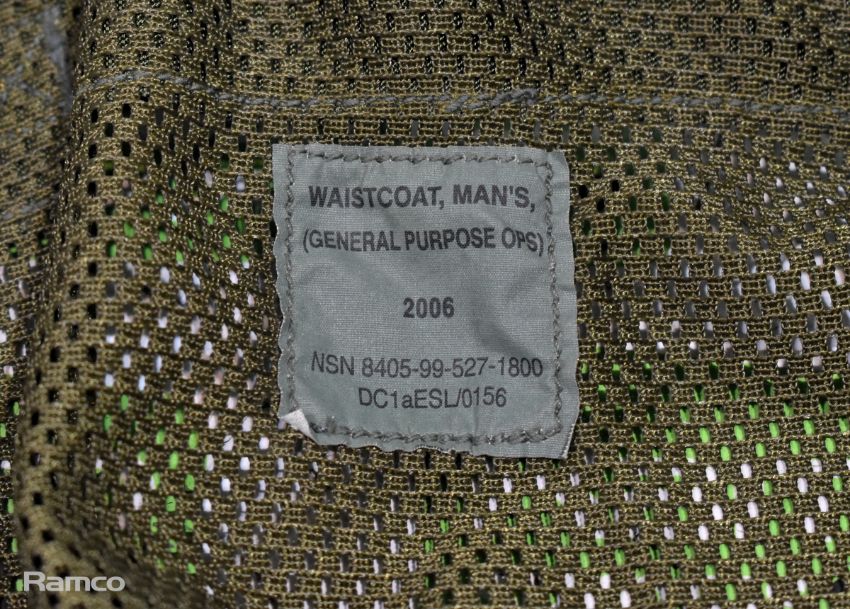 WAISTCOAT, MAN'S,
(GENERAL PURPOSE OPS)
2006
NSN 8405-99-527-1800
DC1aESL/0156
Ramco